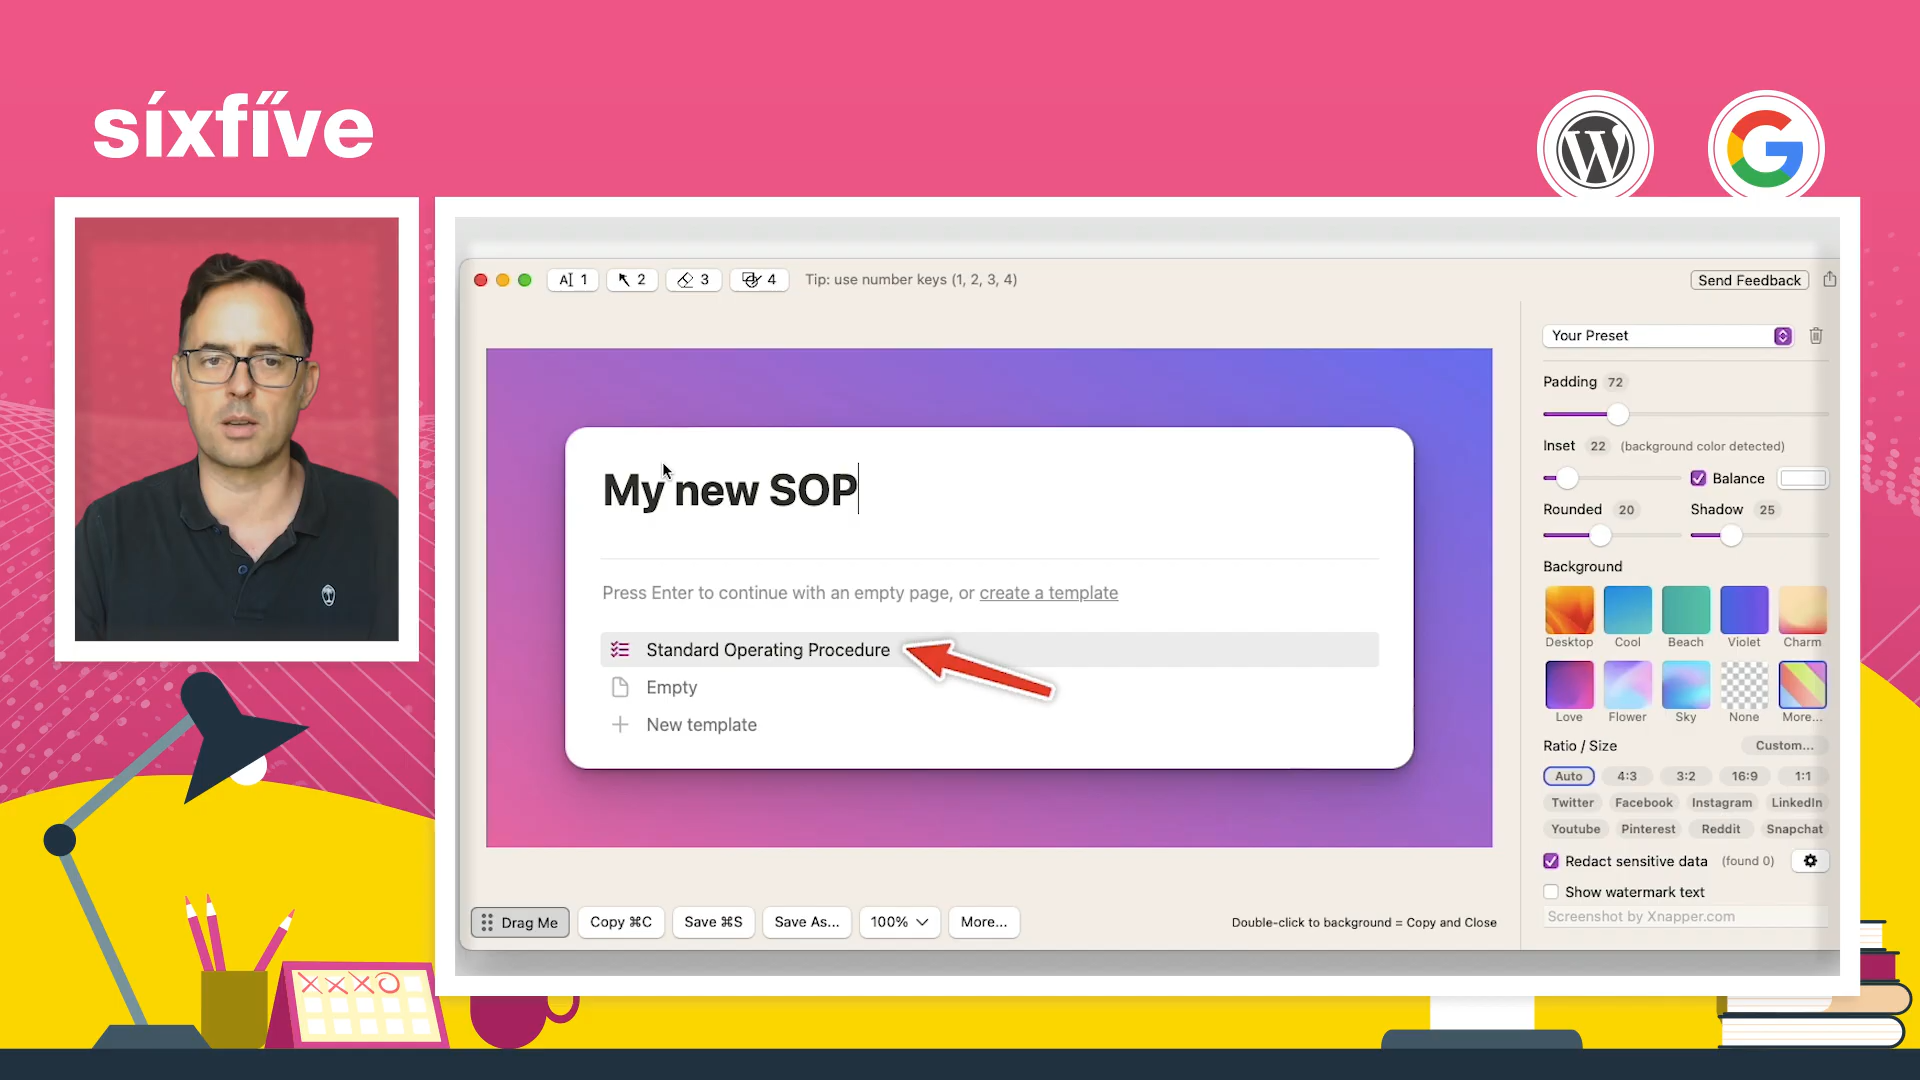 síxfíve
AI 1
2
3
4
Tip: use number keys (1, 2, 3, 4)
Send Feedback
Your Preset
Padding 72
Inset 22 (background color detected)
Balance
Rounded 20
Shadow 25
Background
Desktop
Cool
Beach
Violet
Charm
Love
Flower
Sky
None
More...
Ratio / Size
Custom...
Auto
4:3
3:2
16:9
1:1
Twitter
Facebook
Instagram
LinkedIn
Youtube
Pinterest
Reddit
Snapchat
Redact sensitive data (found 0)
Show watermark text
Screenshot by Xnapper.com
My new SOP
Press Enter to continue with an empty page, or create a template
Standard Operating Procedure
Empty
New template
Drag Me
Copy ⌘C
Save ⌘S
Save As...
100%
More...
Double-click to background = Copy and Close